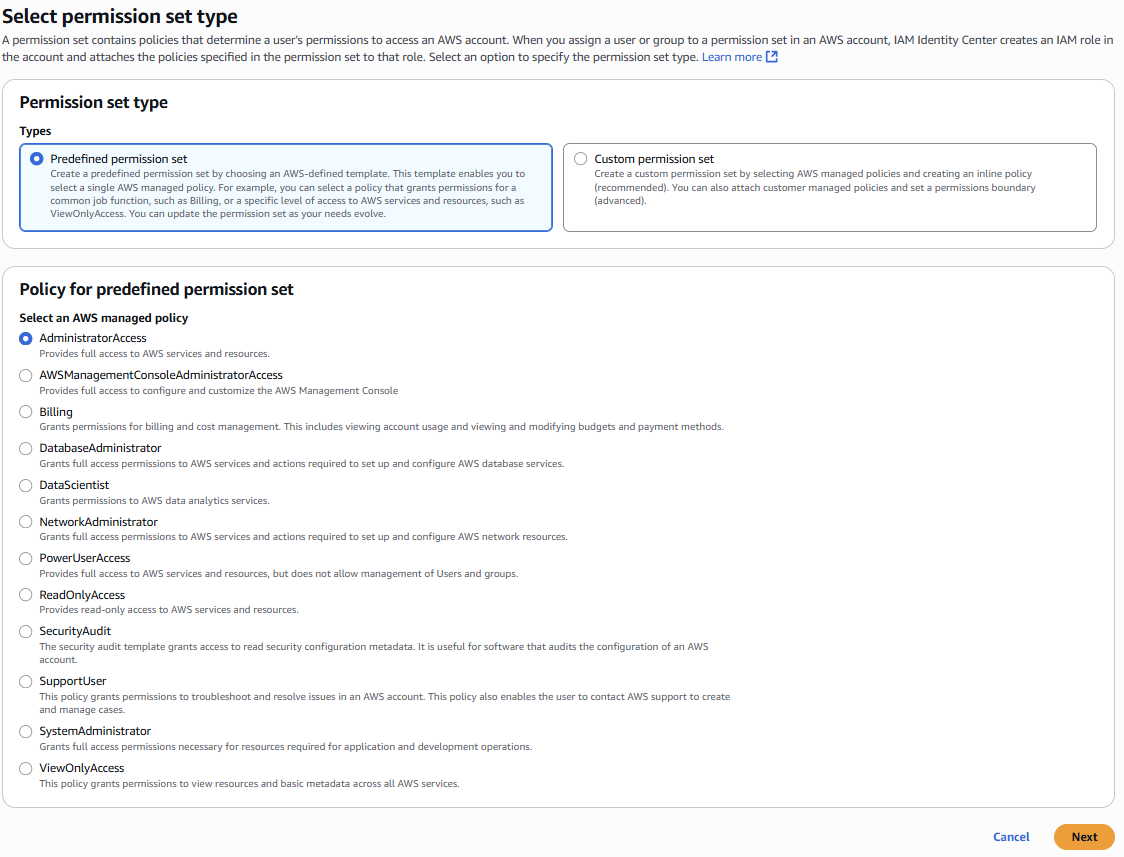 Select permission set type
A permission set contains policies that determine a user's permissions to access an AWS account. When you assign a user or group to a permission set in an AWS account, IAM Identity Center creates an IAM role in
the account and attaches the policies specified in the permission set to that role. Select an option to specify the permission set type. Learn more
Permission set type
Types
Predefined permission set
Create a predefined permission set by choosing an AWS-defined template. This template enables you to
select a single AWS managed policy. For example, you can select a policy that grants permissions for a
common job function, such as Billing, or a specific level of access to AWS services and resources, such as
ViewOnlyAccess. You can update the permission set as your needs evolve.
Custom permission set
Create a custom permission set by selecting AWS managed policies and creating an inline policy
(recommended). You can also attach customer managed policies and set a permissions boundary
(advanced).
Policy for predefined permission set
Select an AWS managed policy
AdministratorAccess
Provides full access to AWS services and resources.
AWSManagementConsoleAdministratorAccess
Provides full access to configure and customize the AWS Management Console
Billing
Grants permissions for billing and cost management. This includes viewing account usage and viewing and modifying budgets and payment methods.
DatabaseAdministrator
Grants full access permissions to AWS services and actions required to set up and configure AWS database services.
DataScientist
Grants permissions to AWS data analytics services.
NetworkAdministrator
Grants full access permissions to AWS services and actions required to set up and configure AWS network resources.
PowerUserAccess
Provides full access to AWS services and resources, but does not allow management of Users and groups.
ReadOnlyAccess
Provides read-only access to AWS services and resources.
SecurityAudit
The security audit template grants access to read security configuration metadata. It is useful for software that audits the configuration of an AWS
account.
SupportUser
This policy grants permissions to troubleshoot and resolve issues in an AWS account. This policy also enables the user to contact AWS support to create
and manage cases.
SystemAdministrator
Grants full access permissions necessary for resources required for application and development operations.
ViewOnlyAccess
This policy grants permissions to view resources and basic metadata across all AWS services.
Cancel
Next